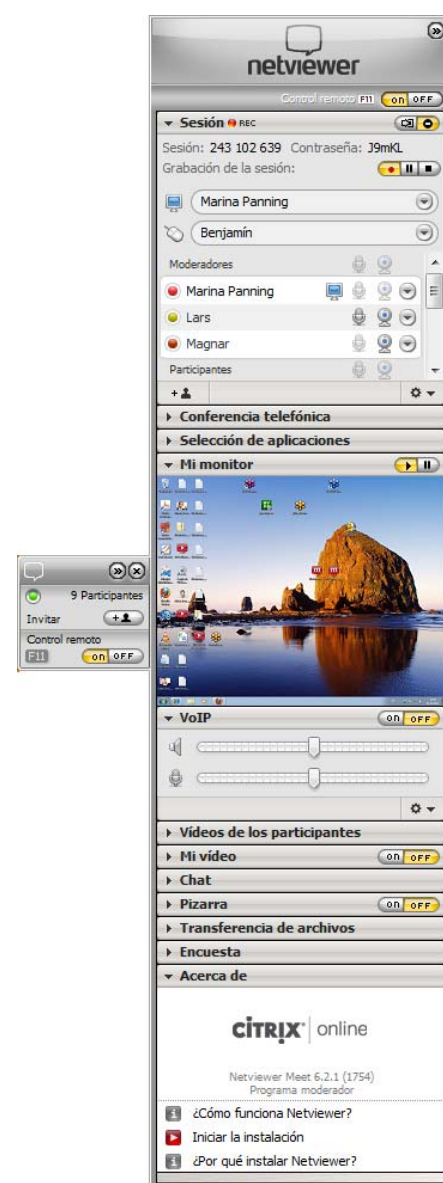 netviewer
Control remoto F11 on OFF
Sesión REC
Sesión: 243 102 639 Contraseña: J9mKL
Grabación de la sesión:
Marina Panning
Benjamín
Moderadores
Marina Panning
Lars
Magnar
Participantes
Conferencia telefónica
Selección de aplicaciones
Mi monitor
9 Participantes
Invitar
Control remoto
F11 on OFF
VoIP on OFF
Vídeos de los participantes
Mi vídeo on OFF
Chat
Pizarra on OFF
Transferencia de archivos
Encuesta
Acerca de
CITRIX online
Netviewer Meet 6.2.1 (1754)
Programa moderador
¿Cómo funciona Netviewer?
Iniciar la instalación
¿Por qué instalar Netviewer?